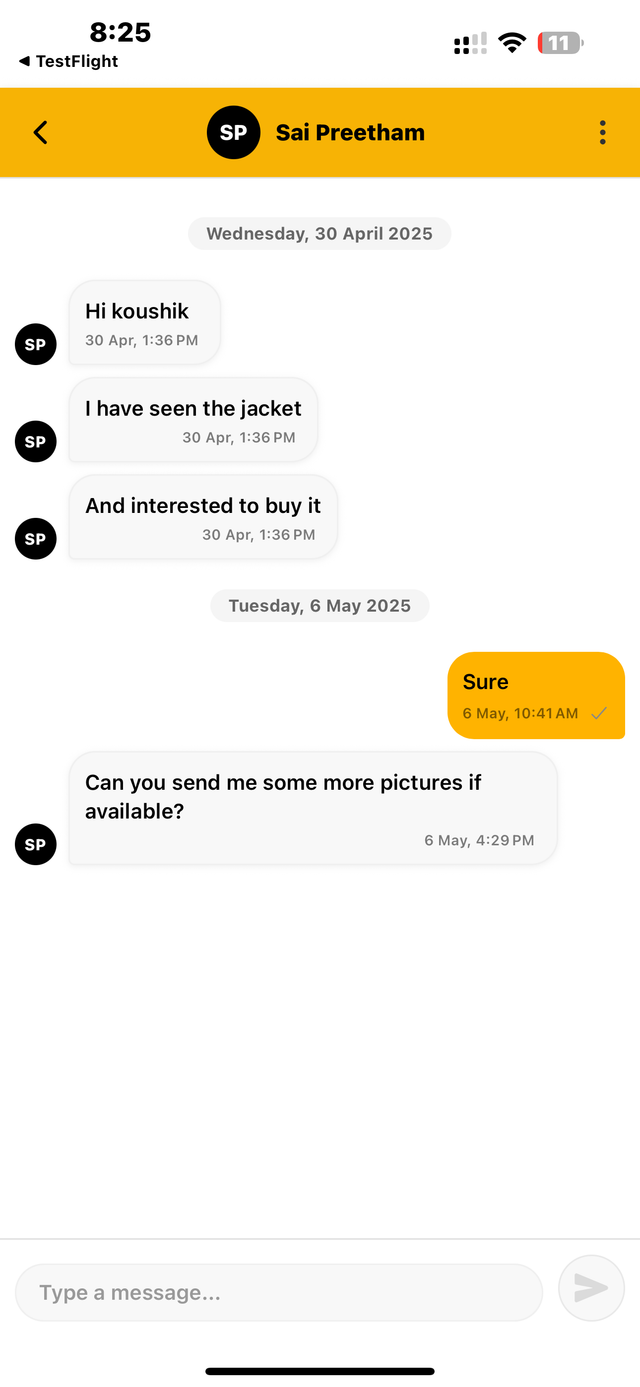 8:25
11
◀ TestFlight
SP Sai Preetham
Wednesday, 30 April 2025
Hi koushik
30 Apr, 1:36 PM
SP
I have seen the jacket
30 Apr, 1:36 PM
SP
And interested to buy it
30 Apr, 1:36 PM
SP
Tuesday, 6 May 2025
Sure
6 May, 10:41 AM
Can you send me some more pictures if
available?
6 May, 4:29 PM
SP
Type a message...